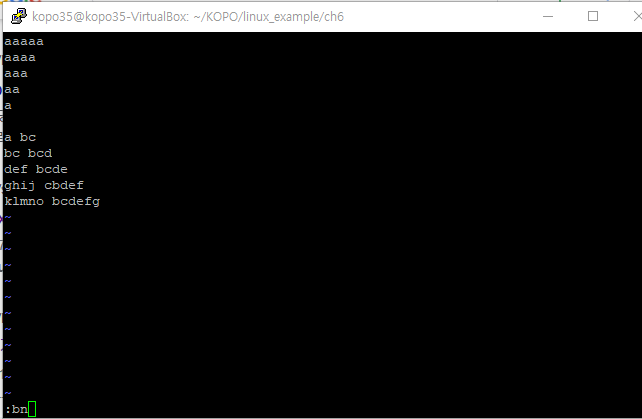 kopo35@kopo35-VirtualBox: ~/KOPO/linux_example/ch6
aaaaa
aaaa
aaa
aa
a
a bc
bc bcd
def bcde
ghij cbdef
klmno bcdefg
~
~
~
~
~
~
~
~
~
~
~
~
:bn